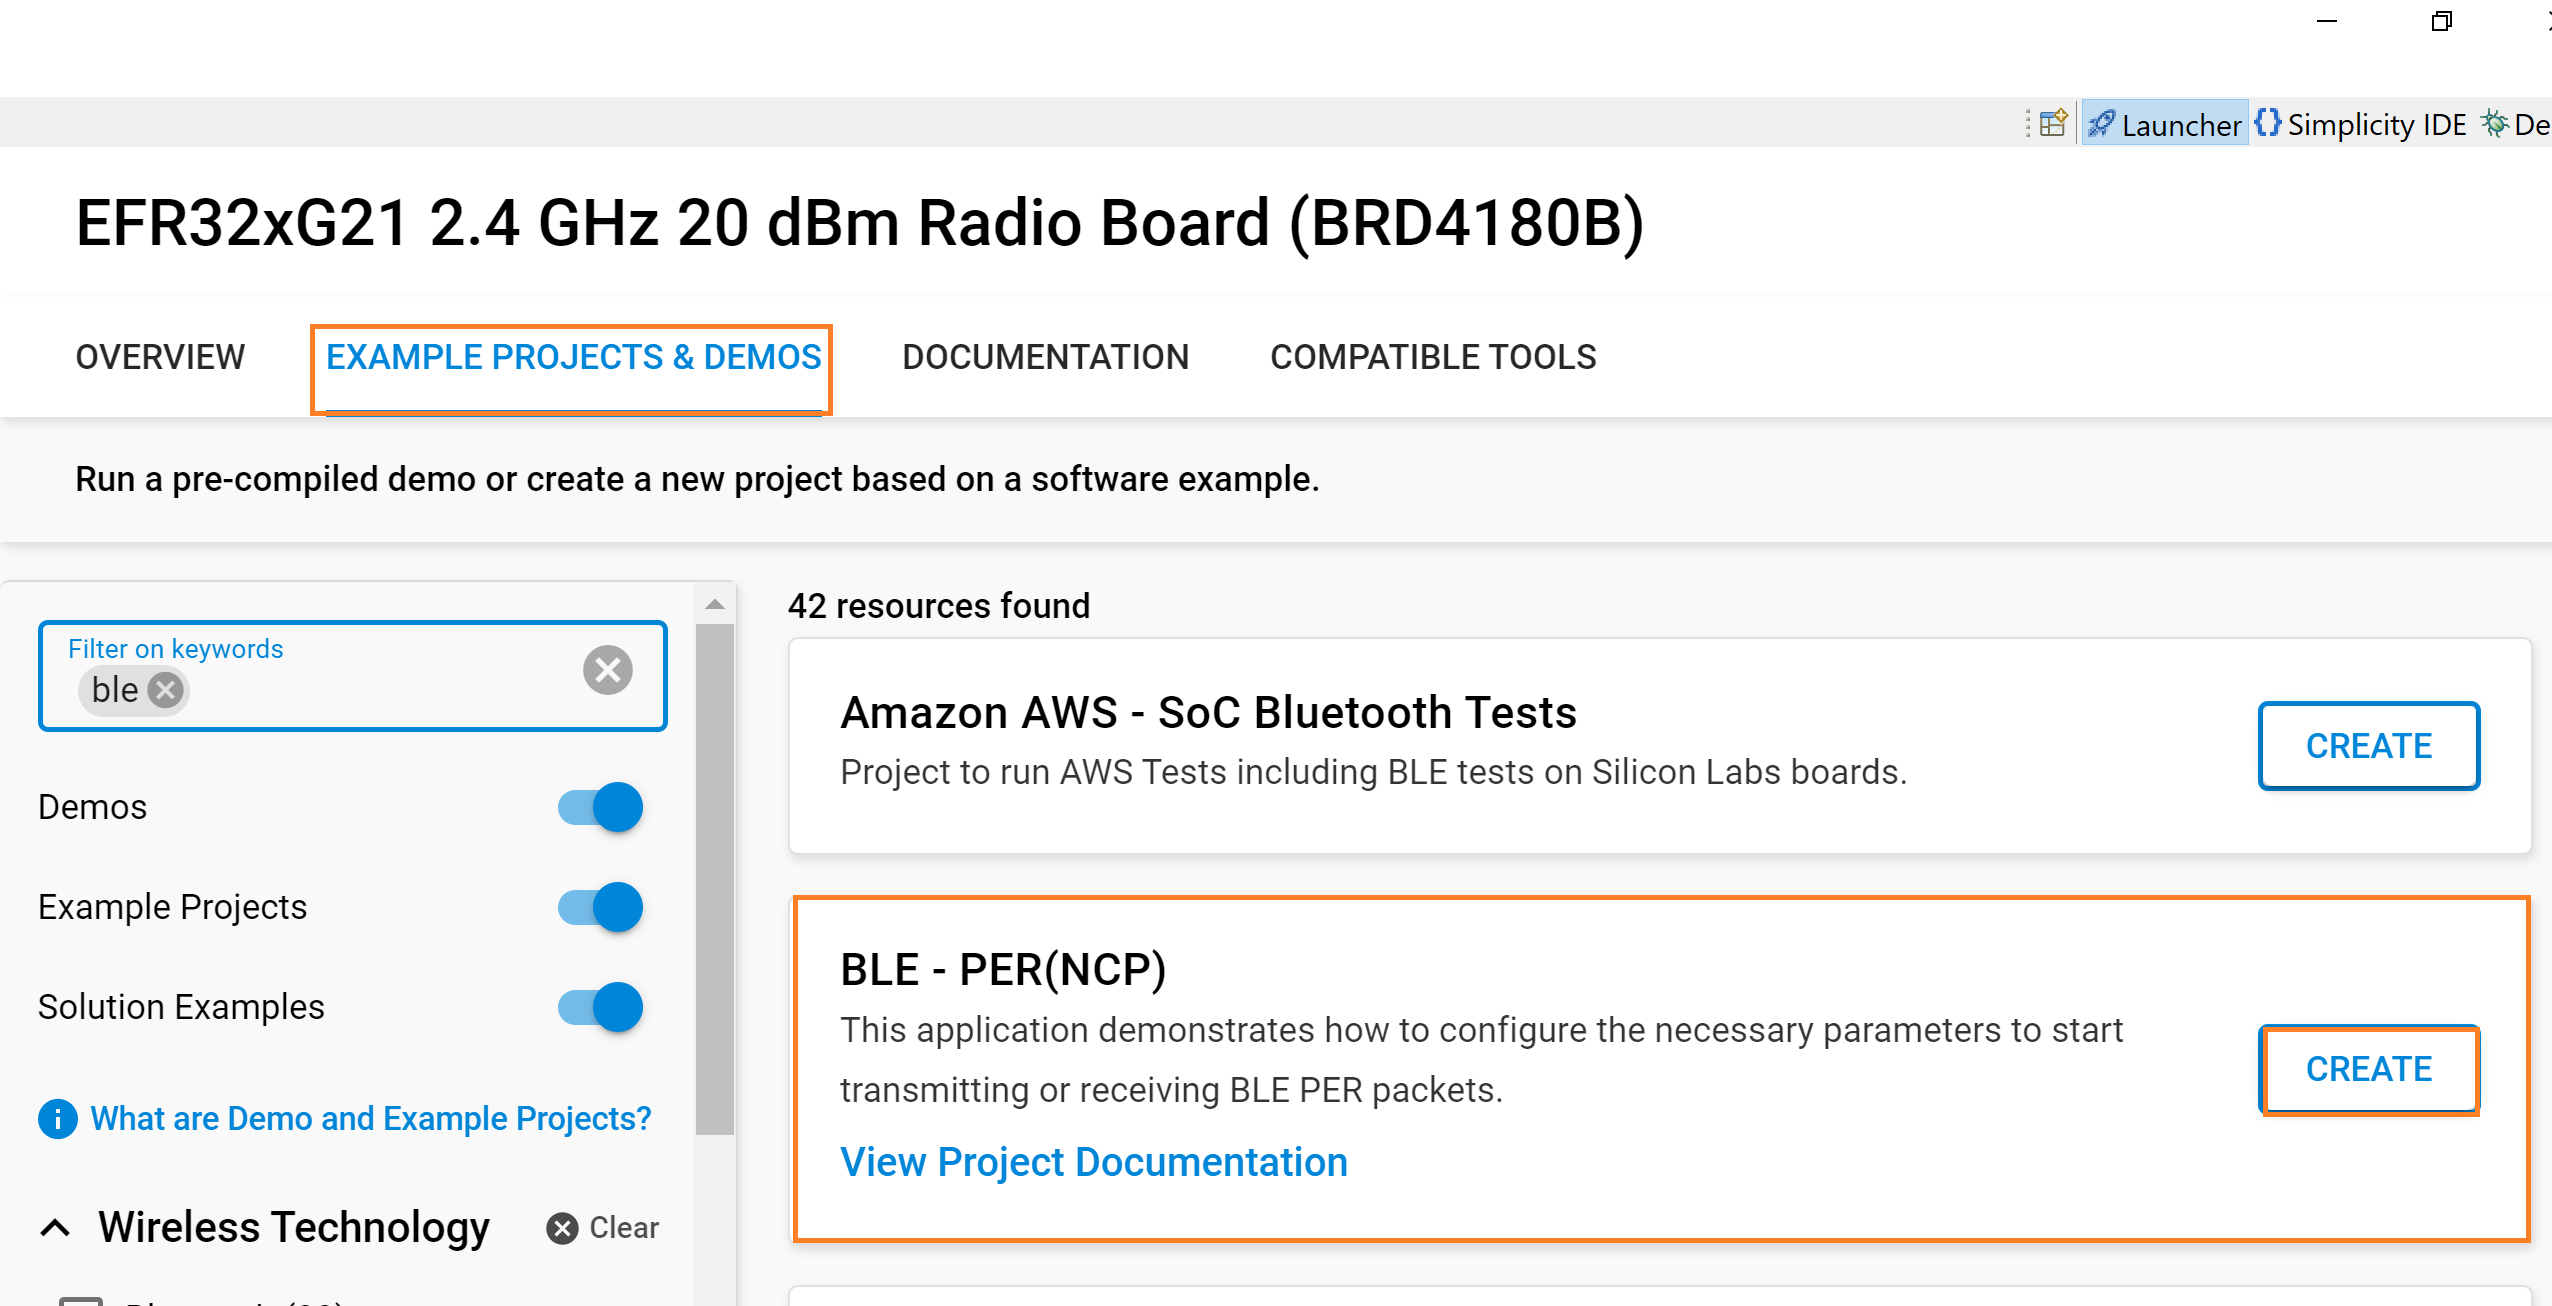 Launcher
Simplicity IDE
De
EFR32xG21 2.4 GHz 20 dBm Radio Board (BRD4180B)
OVERVIEW
EXAMPLE PROJECTS & DEMOS
DOCUMENTATION
COMPATIBLE TOOLS
Run a pre-compiled demo or create a new project based on a software example.
Filter on keywords
ble
Demos
Example Projects
Solution Examples
What are Demo and Example Projects?
Wireless Technology
Clear
42 resources found
Amazon AWS - SoC Bluetooth Tests
Project to run AWS Tests including BLE tests on Silicon Labs boards.
CREATE
BLE - PER(NCP)
This application demonstrates how to configure the necessary parameters to start
transmitting or receiving BLE PER packets.
CREATE
View Project Documentation